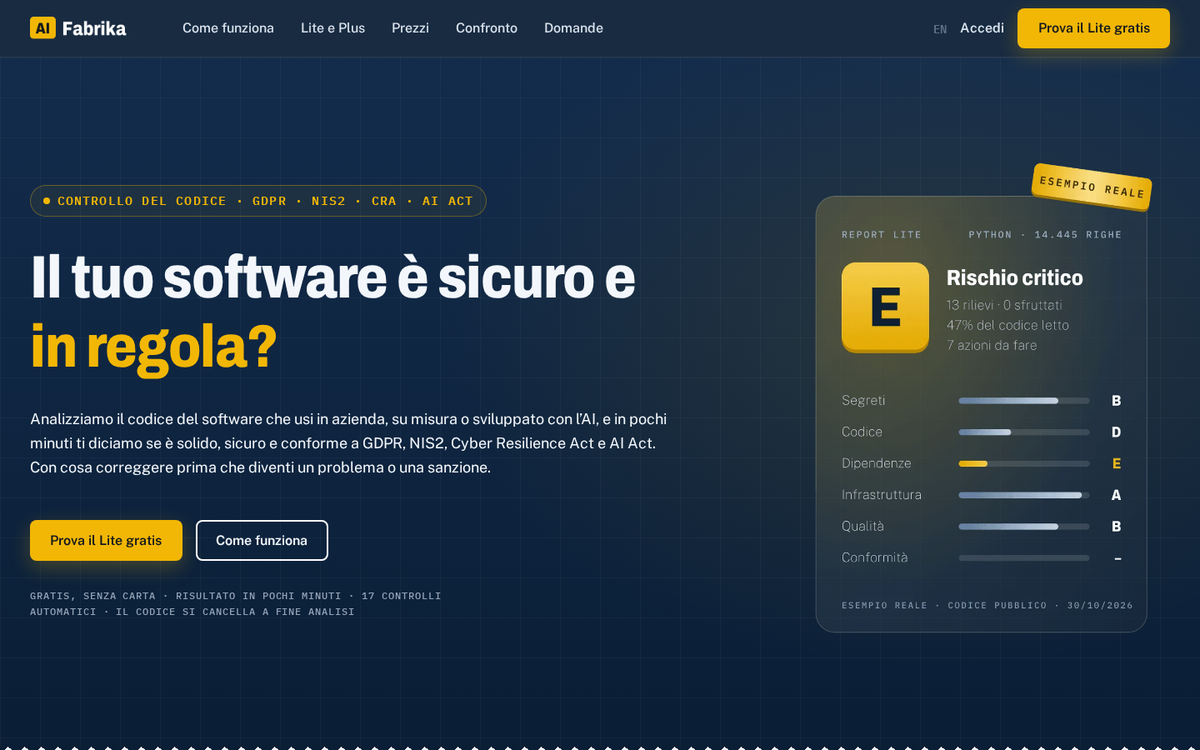 AI Fabrika
Come funziona
Lite e Plus
Prezzi
Confronto
Domande
EN
Accedi
Prova il Lite gratis
CONTROLLO DEL CODICE · GDPR · NIS2 · CRA · AI ACT
Il tuo software è sicuro e
in regola?
Analizziamo il codice del software che usi in azienda, su misura o sviluppato con l'AI, e in pochi
minuti ti diciamo se è solido, sicuro e conforme a GDPR, NIS2, Cyber Resilience Act e AI Act.
Con cosa correggere prima che diventi un problema o una sanzione.
Prova il Lite gratis
Come funziona
GRATIS, SENZA CARTA · RISULTATO IN POCHI MINUTI · 17 CONTROLLI
AUTOMATICI · IL CODICE SI CANCELLA A FINE ANALISI
ESEMPIO REALE
REPORT LITE
PYTHON · 14.445 RIGHE
E
Rischio critico
13 rilievi · 0 sfruttati
47% del codice letto
7 azioni da fare
Segreti B
Codice D
Dipendenze E
Infrastruttura A
Qualità B
Conformità –
ESEMPIO REALE · CODICE PUBBLICO · 30/10/2026